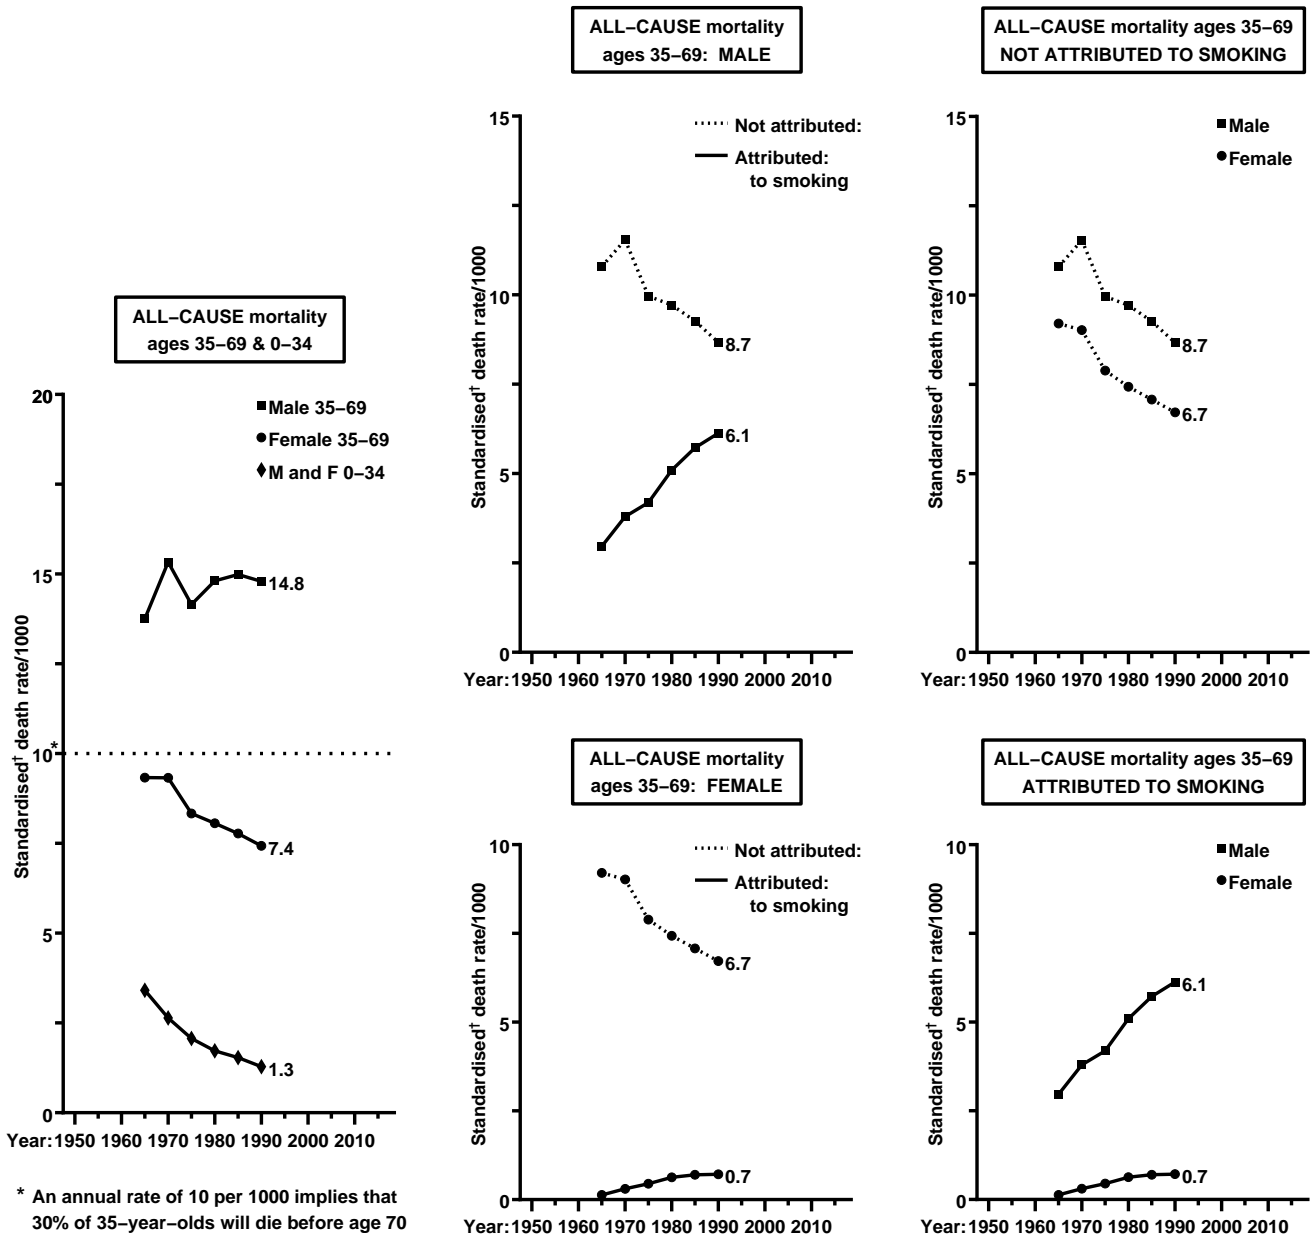 ALL−CAUSE mortality
ages 35−69 & 0−34
Standardised† death rate/1000
20
15
10
5
0
*
Male 35−69
Female 35−69
M and F 0−34
14.8
7.4
1.3
Year: 1950 1960 1970 1980 1990 2000 2010
* An annual rate of 10 per 1000 implies that
30% of 35−year−olds will die before age 70
ALL−CAUSE mortality
ages 35−69: MALE
Standardised† death rate/1000
15
10
5
0
Not attributed:
Attributed:
to smoking
8.7
6.1
Year: 1950 1960 1970 1980 1990 2000 2010
ALL−CAUSE mortality ages 35−69
NOT ATTRIBUTED TO SMOKING
Standardised† death rate/1000
15
10
5
0
Male
Female
8.7
6.7
Year: 1950 1960 1970 1980 1990 2000 2010
ALL−CAUSE mortality
ages 35−69: FEMALE
Standardised† death rate/1000
10
5
0
Not attributed:
Attributed:
to smoking
6.7
0.7
Year: 1950 1960 1970 1980 1990 2000 2010
ALL−CAUSE mortality ages 35−69
ATTRIBUTED TO SMOKING
Standardised† death rate/1000
10
5
0
Male
Female
6.1
0.7
Year: 1950 1960 1970 1980 1990 2000 2010